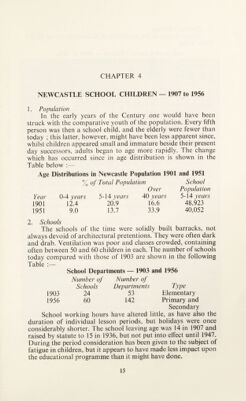 CHAPTER 4
NEWCASTLE SCHOOL CHILDREN — 1907 to 1956
1. Population
In the early years of the Century one would have been
struck with the comparative youth of the population. Every fifth
person was then a school child, and the elderly were fewer than
today ; this latter, however, might have been less apparent since,
whilst children appeared small and immature beside their present
day successors, adults began to age more rapidly. The change
which has occurred since in age distribution is shown in the
Table below :—
Age Distributions in Newcastle Population 1901 and 1951
% of Total Population School
Over Population
Year 0-4 years 5-14 years 40 years 5-14 years
1901 12.4 20.9 16.6 48,923
1951 9.0 13.7 33.9 40,052
2. Schools
The schools of the time were solidly built barracks, not
always devoid of architectural pretentions. They were often dark
and drab. Ventilation was poor and classes crowded, containing
often between 50 and 60 children in each. The number of schools
today compared with those of 1903 are shown in the following
Table :—
School Departments — 1903 and 1956
Number of Number of
Schools Departments Type
1903 24 53 Elementary
1956 60 142 Primary and
Secondary
School working hours have altered little, as have also the
duration of individual lesson periods, but holidays were once
considerably shorter. The school leaving age was 14 in 1907 and
raised by statute to 15 in 1936, but not put into effect until 1947.
During the period consideration has been given to the subject of
fatigue in children, but it appears to have made less impact upon
the educational programme than it might have done.
15